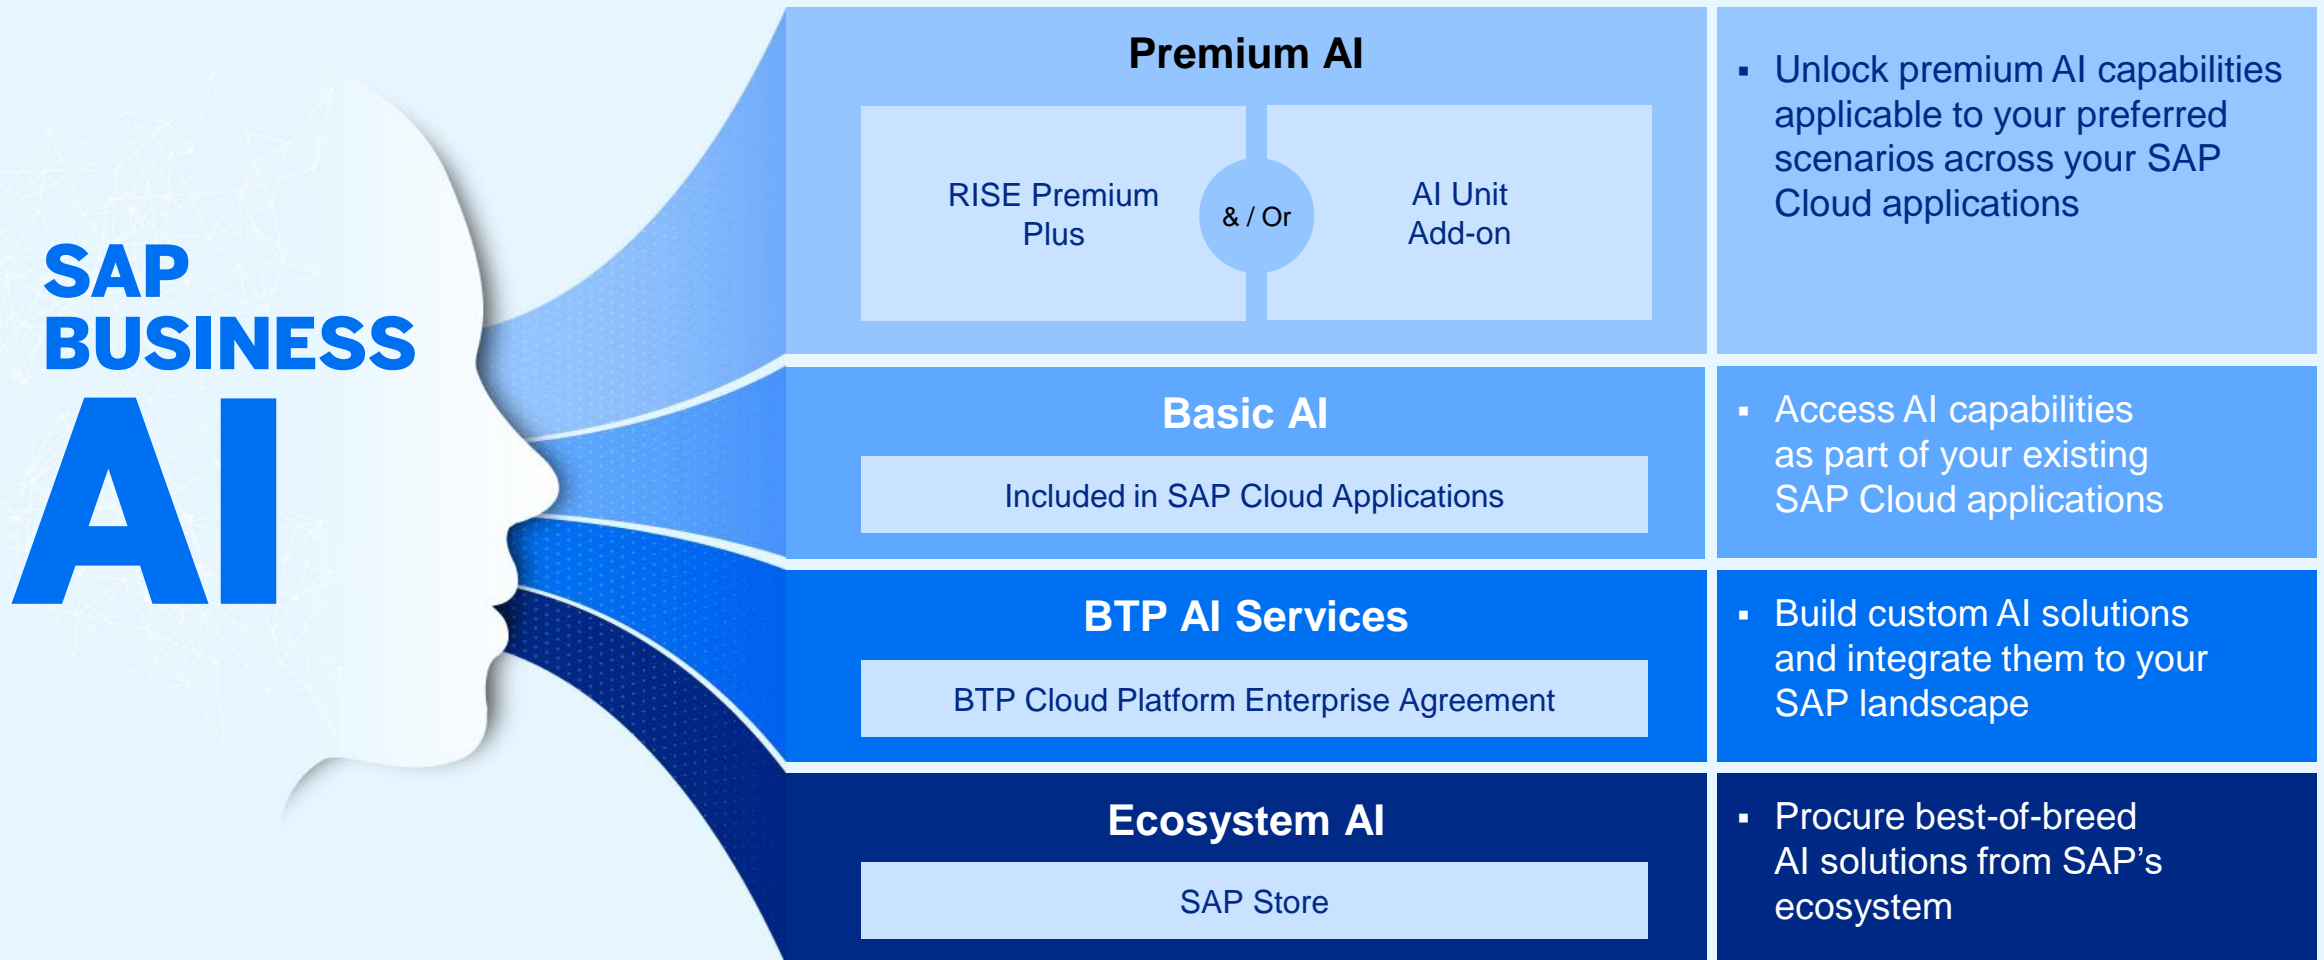 SAP
BUSINESS
AI
Premium AI
RISE Premium
Plus
& / Or
AI Unit
Add-on
▪ Unlock premium AI capabilities
applicable to your preferred
scenarios across your SAP
Cloud applications
Basic AI
Included in SAP Cloud Applications
▪ Access AI capabilities
as part of your existing
SAP Cloud applications
BTP AI Services
BTP Cloud Platform Enterprise Agreement
▪ Build custom AI solutions
and integrate them to your
SAP landscape
Ecosystem AI
SAP Store
▪ Procure best-of-breed
AI solutions from SAP’s
ecosystem